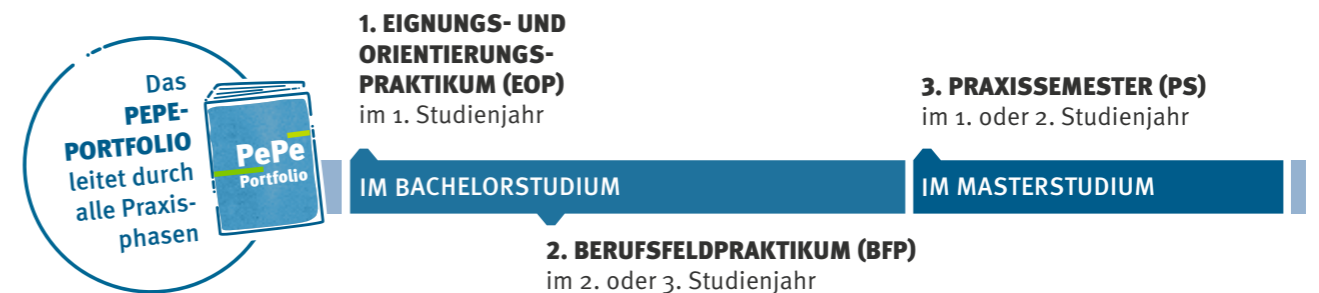 Das
PEPE-
PORTFOLIO
leitet durch
alle Praxis-
phasen
PePe
Portfolio
1. EIGNUNGS- UND
ORIENTIERUNGS-
PRAKTIKUM (EOP)
im 1. Studienjahr
IM BACHELORSTUDIUM
2. BERUFSFELDPRAKTIKUM (BFP)
im 2. oder 3. Studienjahr
3. PRAXISSEMESTER (PS)
im 1. oder 2. Studienjahr
IM MASTERSTUDIUM